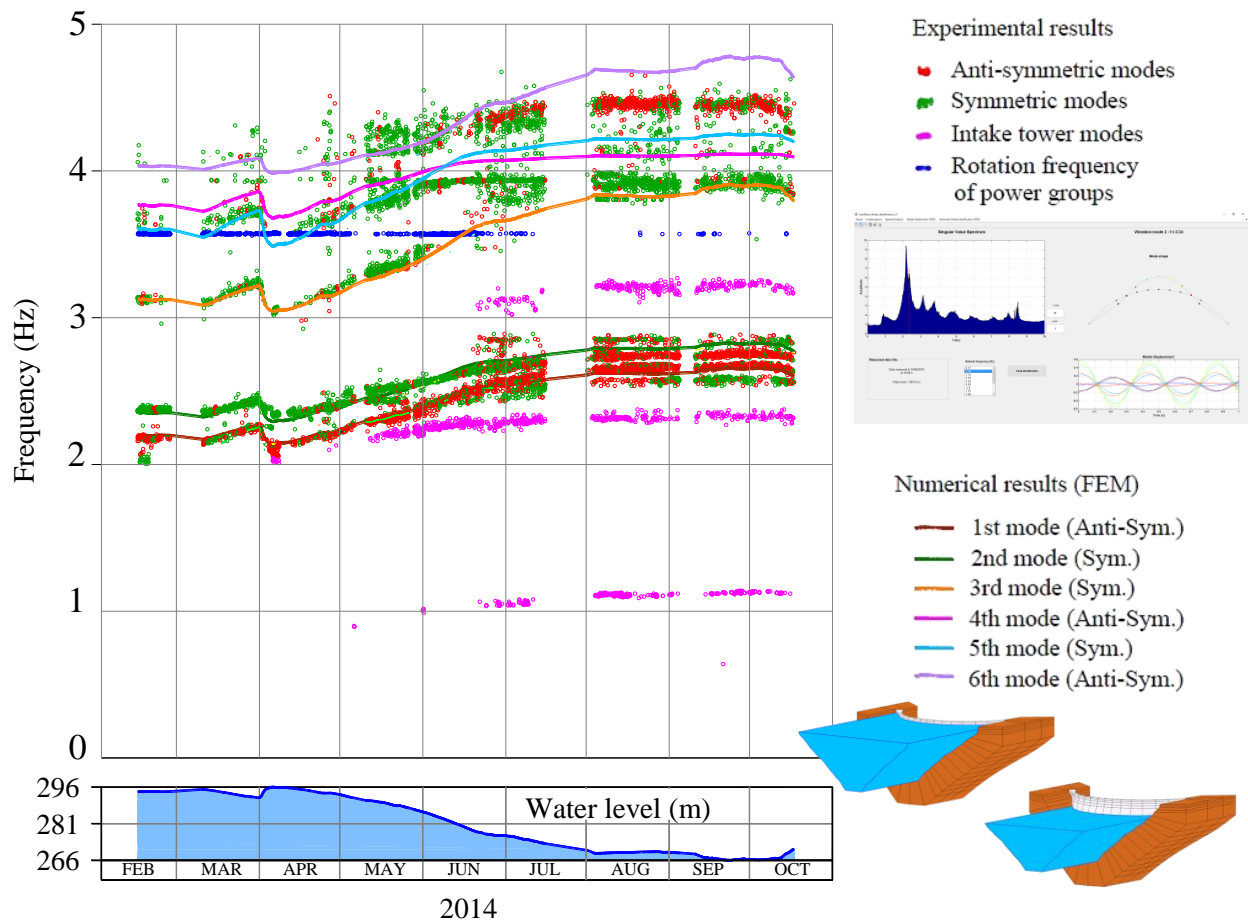 5
4
3
2
1
0
Frequency (Hz)
Experimental results
Anti-symmetric modes
Symmetric modes
Intake tower modes
Rotation frequency
of power groups
Singular Value Spectrum
Mode shape
Modal displacement
Numerical results (FEM)
1st mode (Anti-Sym.)
2nd mode (Sym.)
3rd mode (Sym.)
4th mode (Anti-Sym.)
5th mode (Sym.)
6th mode (Anti-Sym.)
296
281
266
Water level (m)
FEB MAR APR MAY JUN JUL AUG SEP OCT
2014